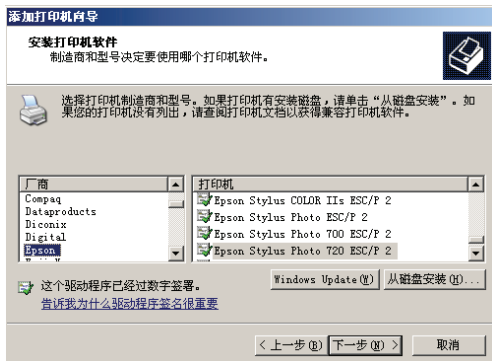 添加打印机向导
安装打印机软件
制造商和型号决定要使用哪个打印机软件。
选择打印机制造商和型号。如果打印机有安装磁盘，请单击“从磁盘安装”。如
果您的打印机没有列出，请查阅打印机文档以获得兼容打印机软件。
厂商
Compaq
Dataproducts
Diconix
Digital
Epson
打印机
Epson Stylus COLOR IIs ESC/P 2
Epson Stylus Photo ESC/P 2
Epson Stylus Photo 700 ESC/P 2
Epson Stylus Photo 720 ESC/P 2
这个驱动程序已经过数字签署。
告诉我为什么驱动程序签名很重要
Windows Update(W)
从磁盘安装(H)...
< 上一步(B)
下一步(N) >
取消